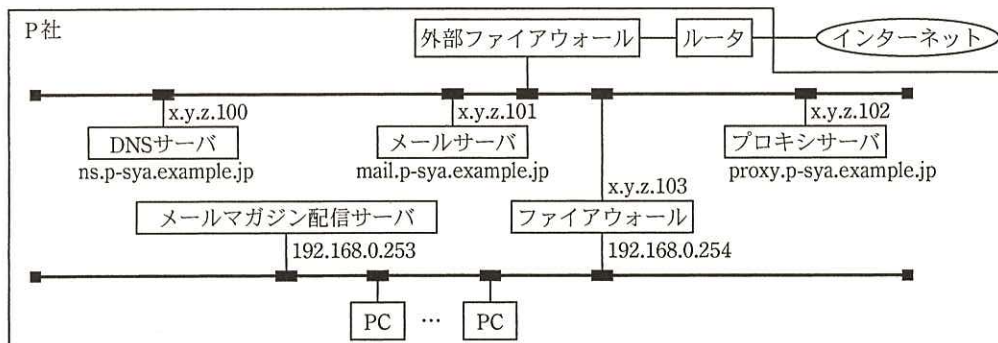 P社
外部ファイアウォール
ルータ
インターネット
x.y.z.100
x.y.z.101
x.y.z.102
DNSサーバ
メールサーバ
プロキシサーバ
ns.p-sya.example.jp
mail.p-sya.example.jp
proxy.p-sya.example.jp
x.y.z.103
メールマガジン配信サーバ
ファイアウォール
192.168.0.253
192.168.0.254
PC
…
PC